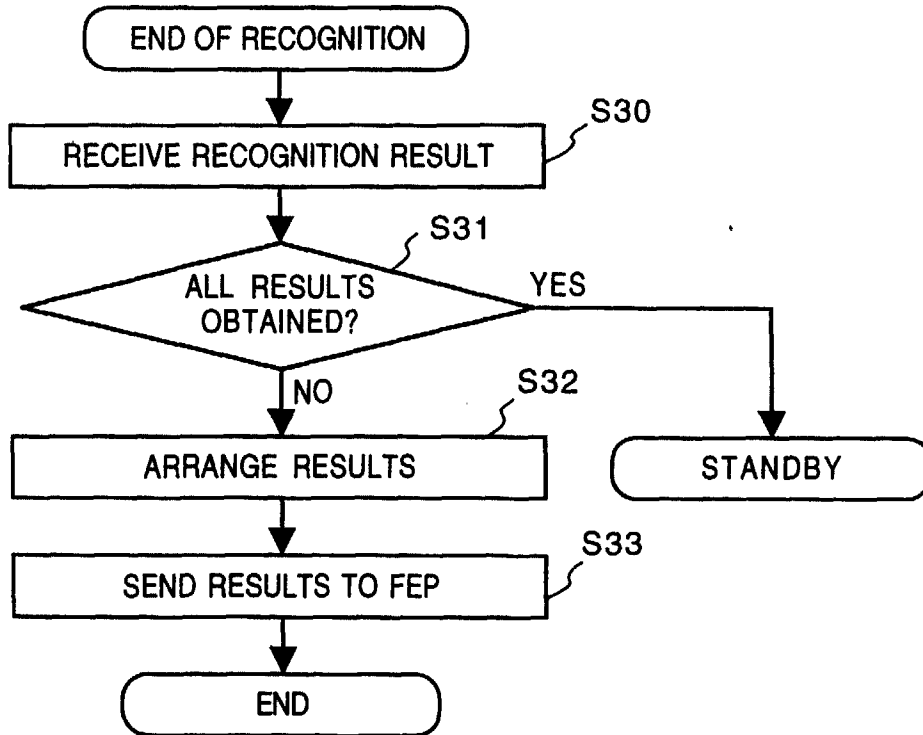 END OF RECOGNITION
S30
RECEIVE RECOGNITION RESULT
S31
ALL RESULTS
OBTAINED?
YES
NO
S32
ARRANGE RESULTS
STANDBY
S33
SEND RESULTS TO FEP
END